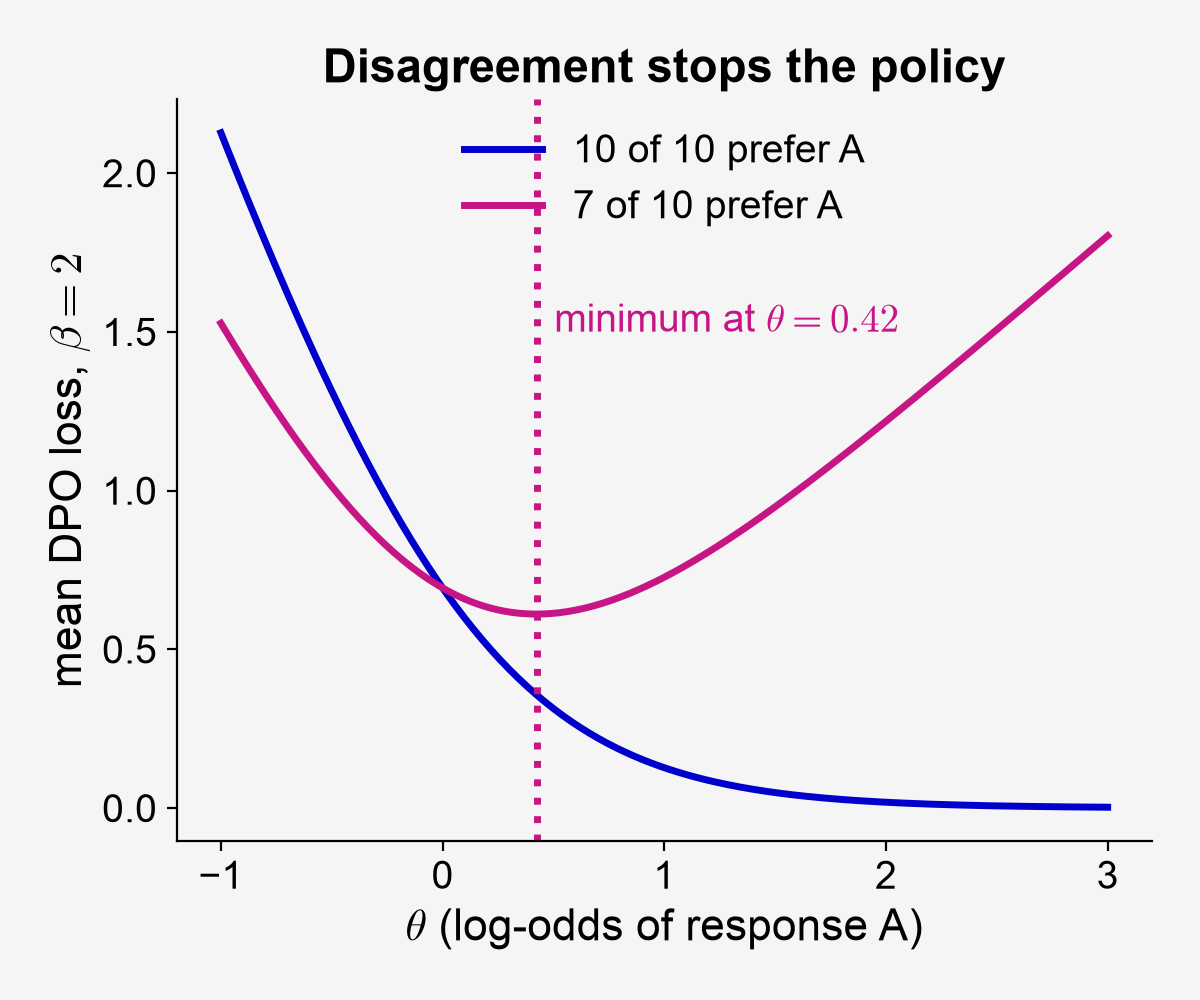 Disagreement stops the policy
10 of 10 prefer A
7 of 10 prefer A
minimum at θ = 0.42
mean DPO loss, β = 2
2.0
1.5
1.0
0.5
0.0
−1 0 1 2 3
θ (log-odds of response A)